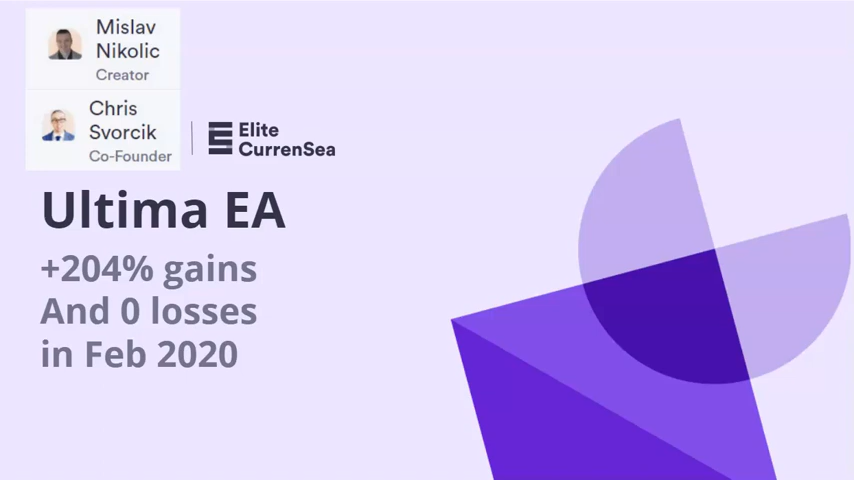 Mislav
Nikolic
Creator
Chris
Svorcik
Co-Founder
Elite
CurrenSea
Ultima EA
+204% gains
And 0 losses
in Feb 2020